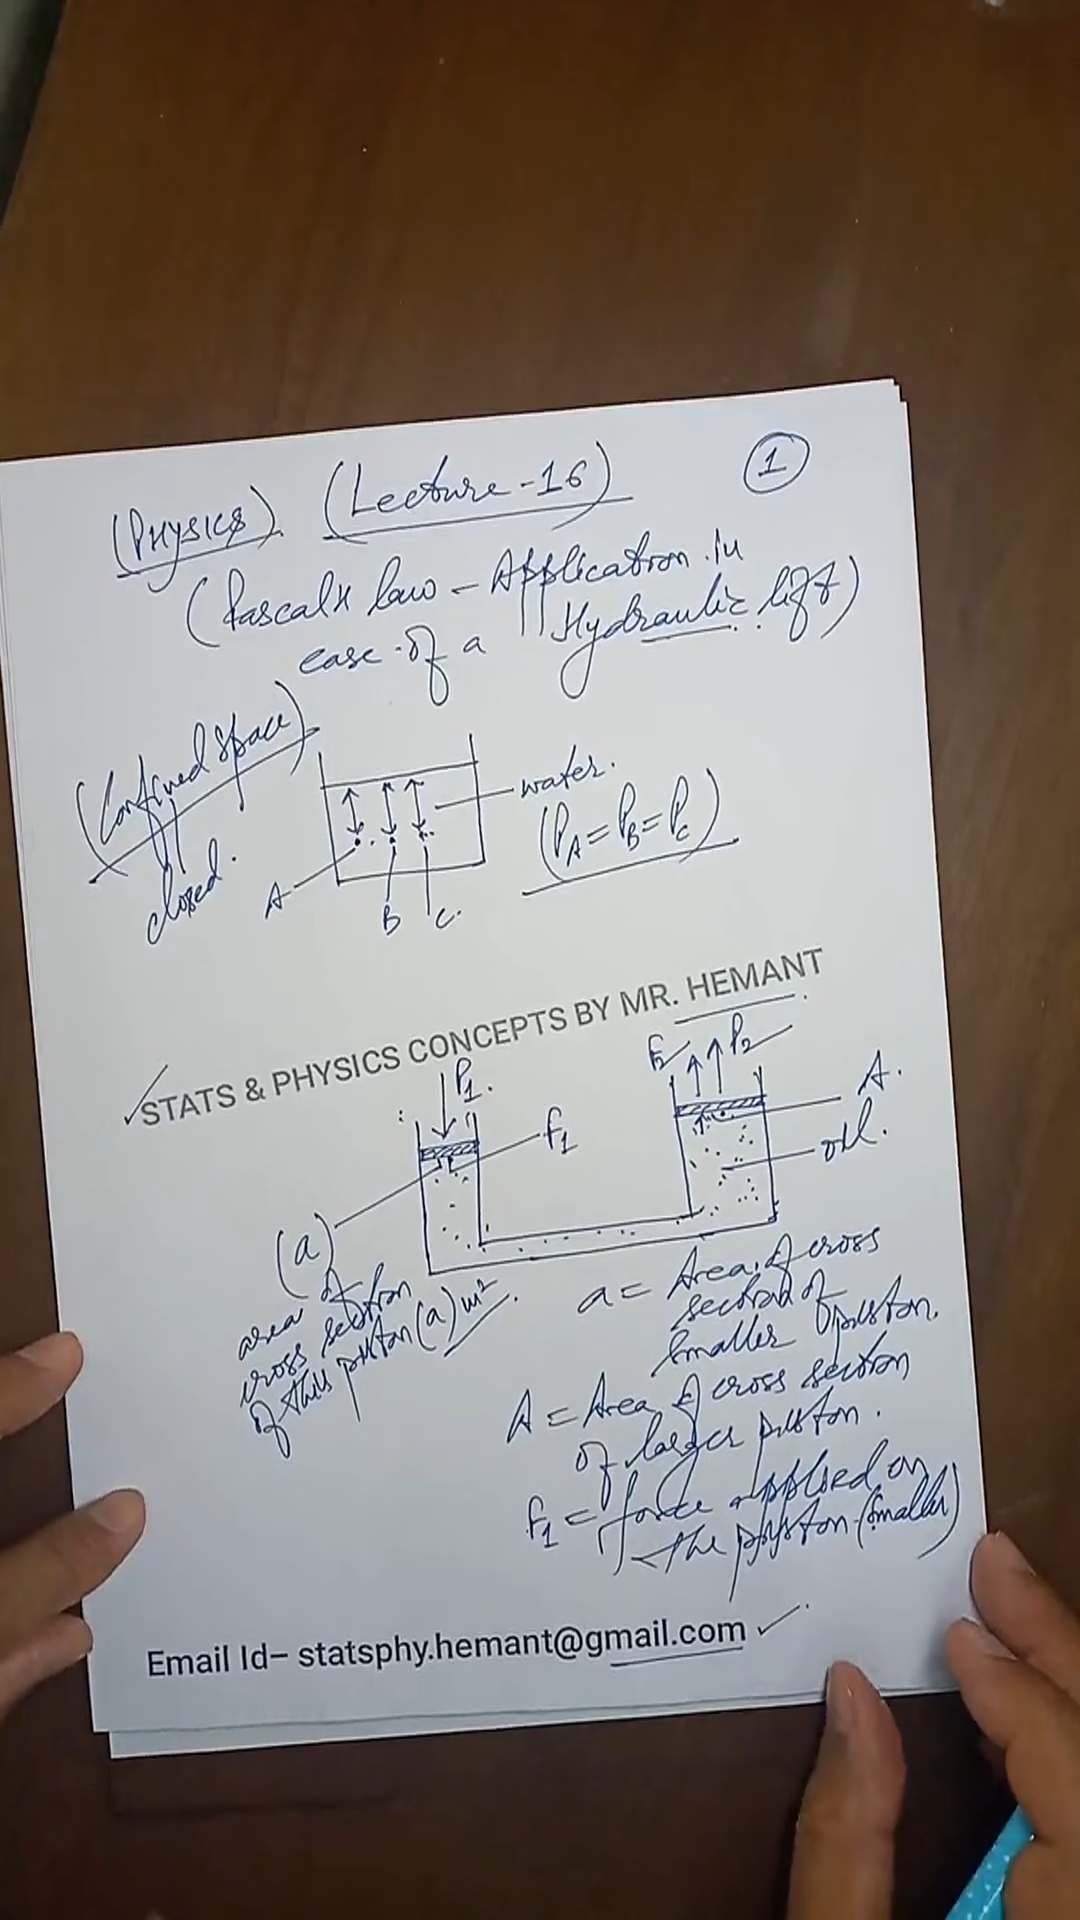 (PHYSICS) (Lecture-16) 1
(Pascal's law - Application in
case of a Hydraulic lift)
(Confined space)
closed.
water.
(PA = PB = PC)
A
B
C.
STATS & PHYSICS CONCEPTS BY MR. HEMANT
P1.
F1
F2 P2
A.
oil.
(a)
area of
cross section
of this piston (a) m².
a = Area of cross
section of
smaller piston.
A = Area of cross section
of larger piston.
F1 = force applied on
the piston (smaller)
Email Id– statsphy.hemant@gmail.com